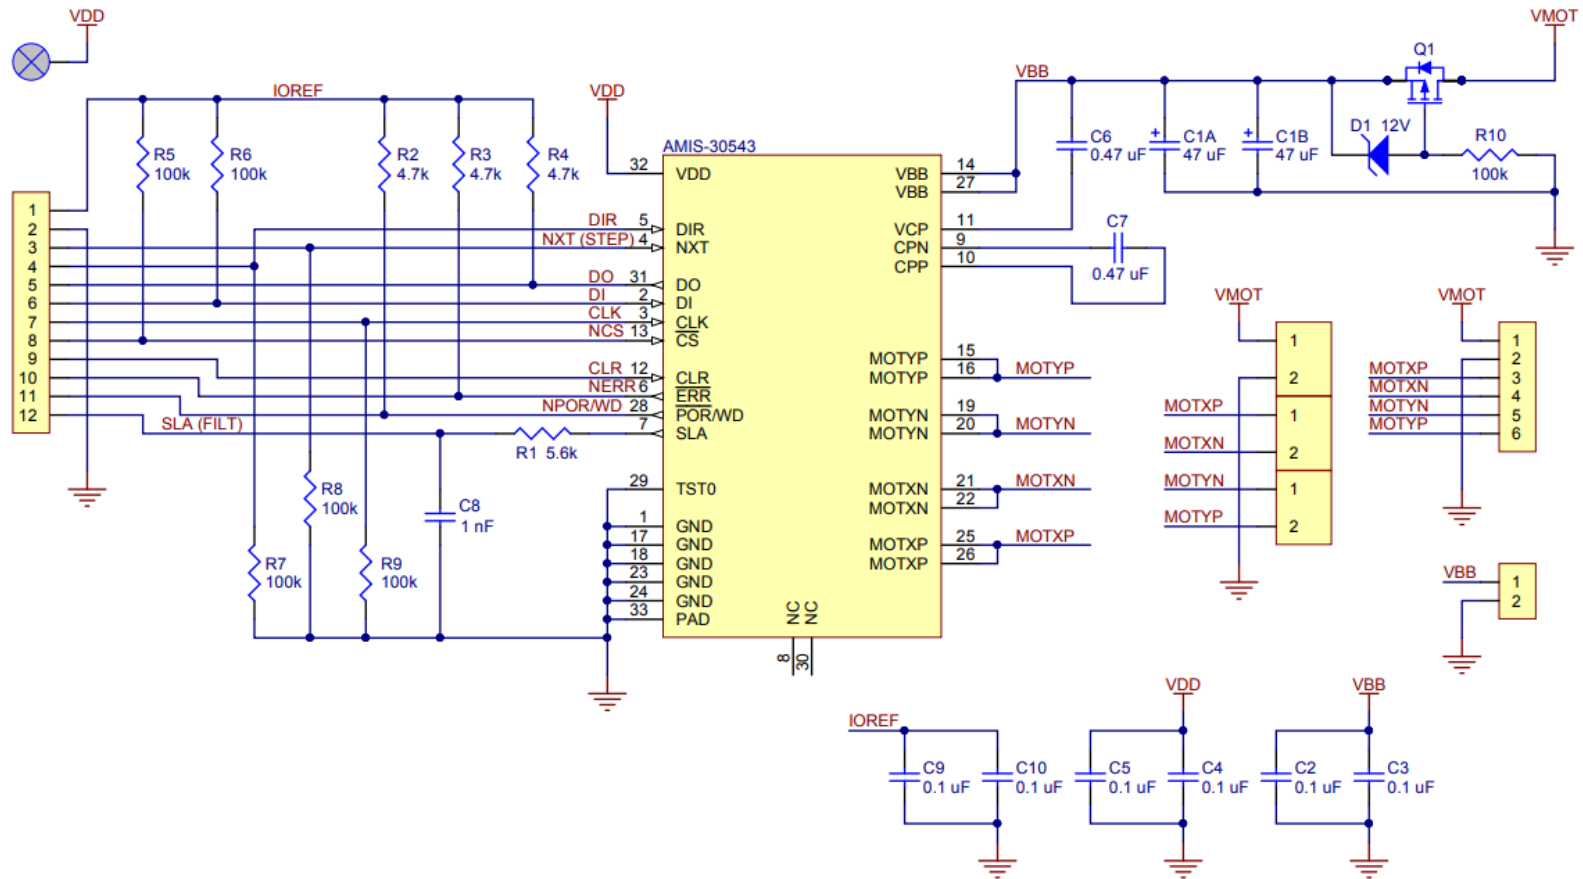 VDD
VMOT
Q1
VBB
IOREF
VDD
AMIS-30543
R5
100k
R6
100k
R2
4.7k
R3
4.7k
R4
4.7k
C6
0.47 uF
+
C1A
47 uF
+
C1B
47 uF
D1 12V
R10
100k
1
2
3
4
5
6
7
8
9
10
11
12
DIR
NXT (STEP)
DO
DI
CLK
NCS
CLR
NERR
NPOR/WD
SLA (FILT)
R1 5.6k
32 VDD
5 DIR
4 NXT
31 DO
2 DI
3 CLK
13 CS
12 CLR
6 ERR
28 POR/WD
7 SLA
29 TST0
1 GND
17 GND
18 GND
23 GND
24 GND
33 PAD
VBB 14
VBB 27
VCP 11
CPN 9
CPP 10
MOTYP 15
MOTYP 16
MOTYN 19
MOTYN 20
MOTXN 21
MOTXN 22
MOTXP 25
MOTXP 26
NC
NC
8
30
C7
0.47 uF
MOTYP
MOTYN
MOTXN
MOTXP
R8
100k
R7
100k
R9
100k
C8
1 nF
VMOT
1
2
MOTXP 1
MOTXN 2
MOTYN 1
MOTYP 2
VMOT
1
2
MOTXP 3
MOTXN 4
MOTYN 5
MOTYP 6
VBB 1
2
IOREF
C9
0.1 uF
C10
0.1 uF
VDD
C5
0.1 uF
C4
0.1 uF
VBB
C2
0.1 uF
C3
0.1 uF